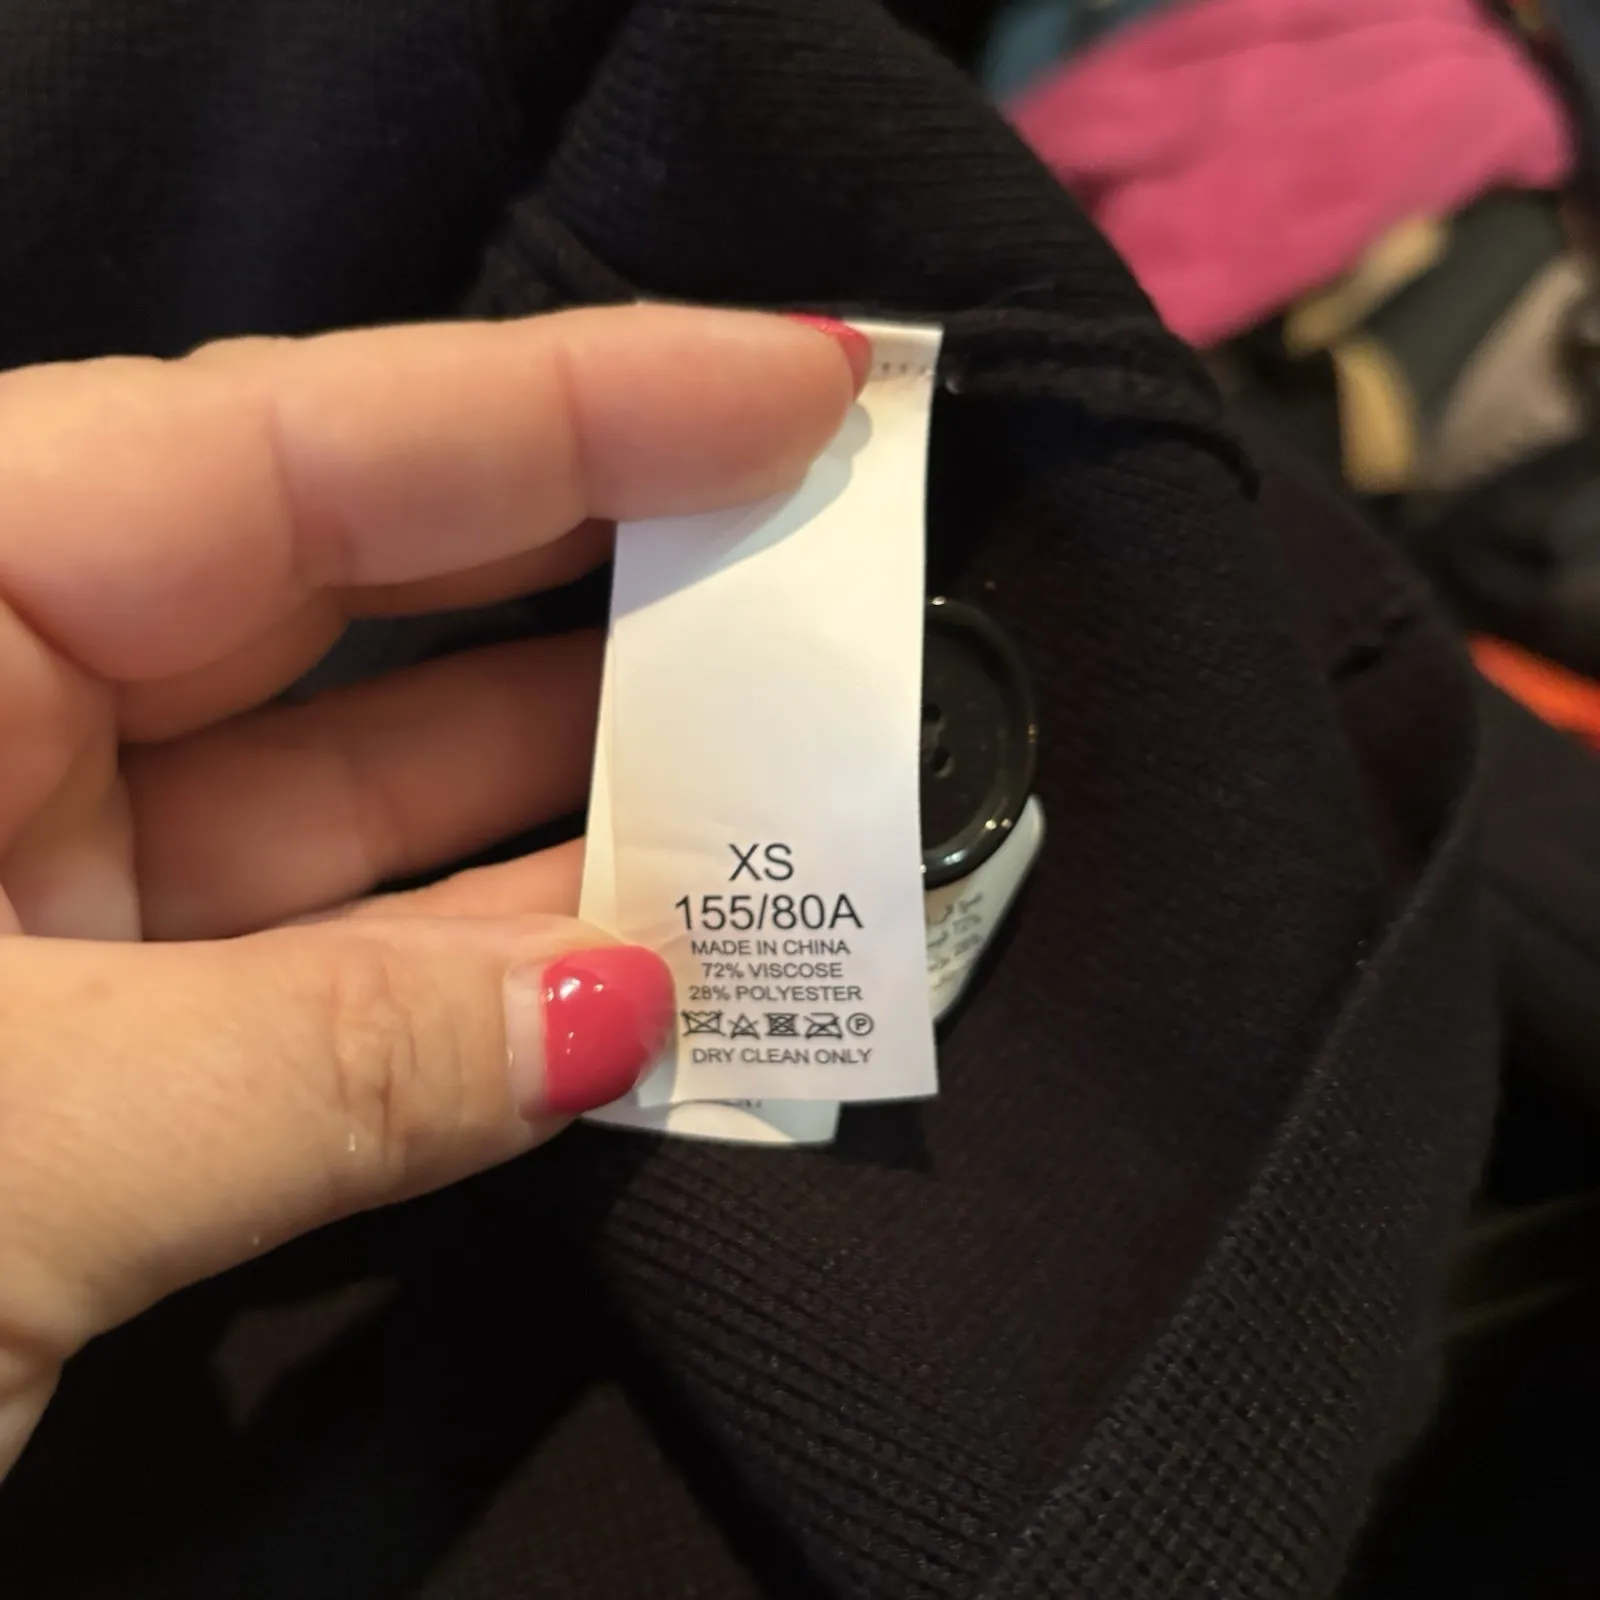 XS
155/80A
MADE IN CHINA
72% VISCOSE
28% POLYESTER
DRY CLEAN ONLY